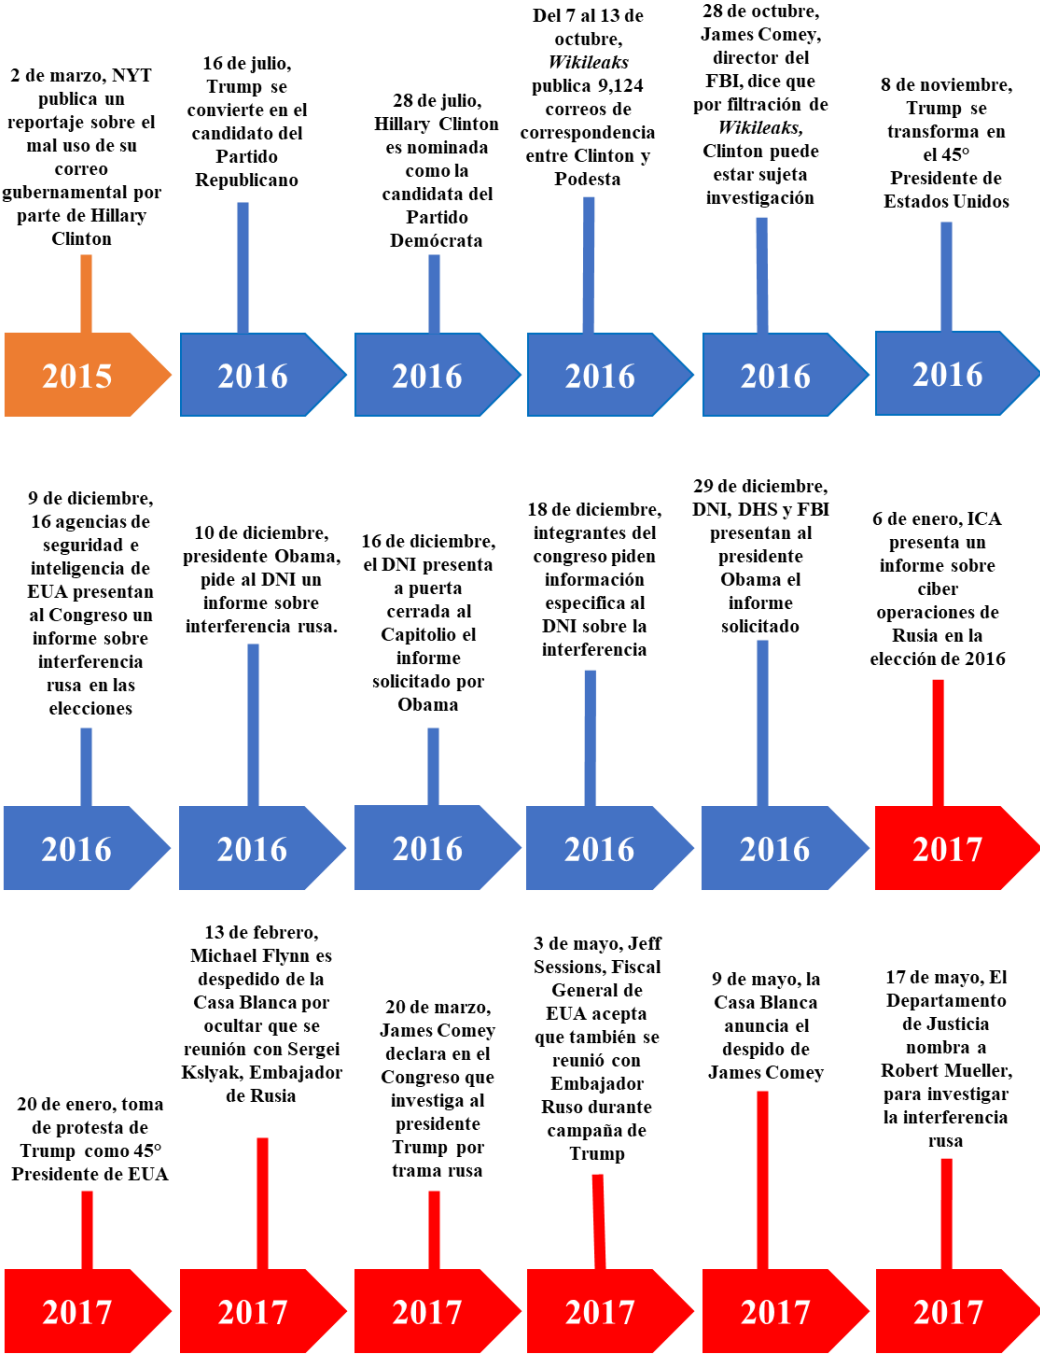 2 de marzo, NYT
publica un
reportaje sobre el
mal uso de su
correo
gubernamental por
parte de Hillary
Clinton
2015
16 de julio,
Trump se
convierte en el
candidato del
Partido
Republicano
2016
28 de julio,
Hillary Clinton
es nominada
como la
candidata del
Partido
Demócrata
2016
Del 7 al 13 de
octubre,
Wikileaks
publica 9,124
correos de
correspondencia
entre Clinton y
Podesta
2016
28 de octubre,
James Comey,
director del
FBI, dice que
por filtración de
Wikileaks,
Clinton puede
estar sujeta
investigación
2016
8 de noviembre,
Trump se
transforma en
el 45°
Presidente de
Estados Unidos
2016
9 de diciembre,
16 agencias de
seguridad e
inteligencia de
EUA presentan
al Congreso un
informe sobre
interferencia
rusa en las
elecciones
2016
10 de diciembre,
presidente Obama,
pide al DNI un
informe sobre
interferencia rusa.
2016
16 de diciembre,
el DNI presenta
a puerta
cerrada al
Capitolio el
informe
solicitado por
Obama
2016
18 de diciembre,
integrantes del
congreso piden
información
especifica al
DNI sobre la
interferencia
2016
29 de diciembre,
DNI, DHS y FBI
presentan al
presidente
Obama el
informe
solicitado
2016
6 de enero, ICA
presenta un
informe sobre
ciber
operaciones de
Rusia en la
elección de 2016
2017
20 de enero, toma
de protesta de
Trump como 45°
Presidente de EUA
2017
13 de febrero,
Michael Flynn es
despedido de la
Casa Blanca por
ocultar que se
reunión con Sergei
Kslyak, Embajador
de Rusia
2017
20 de marzo,
James Comey
declara en el
Congreso que
investiga al
presidente
Trump por
trama rusa
2017
3 de mayo, Jeff
Sessions, Fiscal
General de
EUA acepta
que también se
reunió con
Embajador
Ruso durante
campaña de
Trump
2017
9 de mayo, la
Casa Blanca
anuncia el
despido de
James Comey
2017
17 de mayo, El
Departamento
de Justicia
nombra a
Robert Mueller,
para investigar
la interferencia
rusa
2017